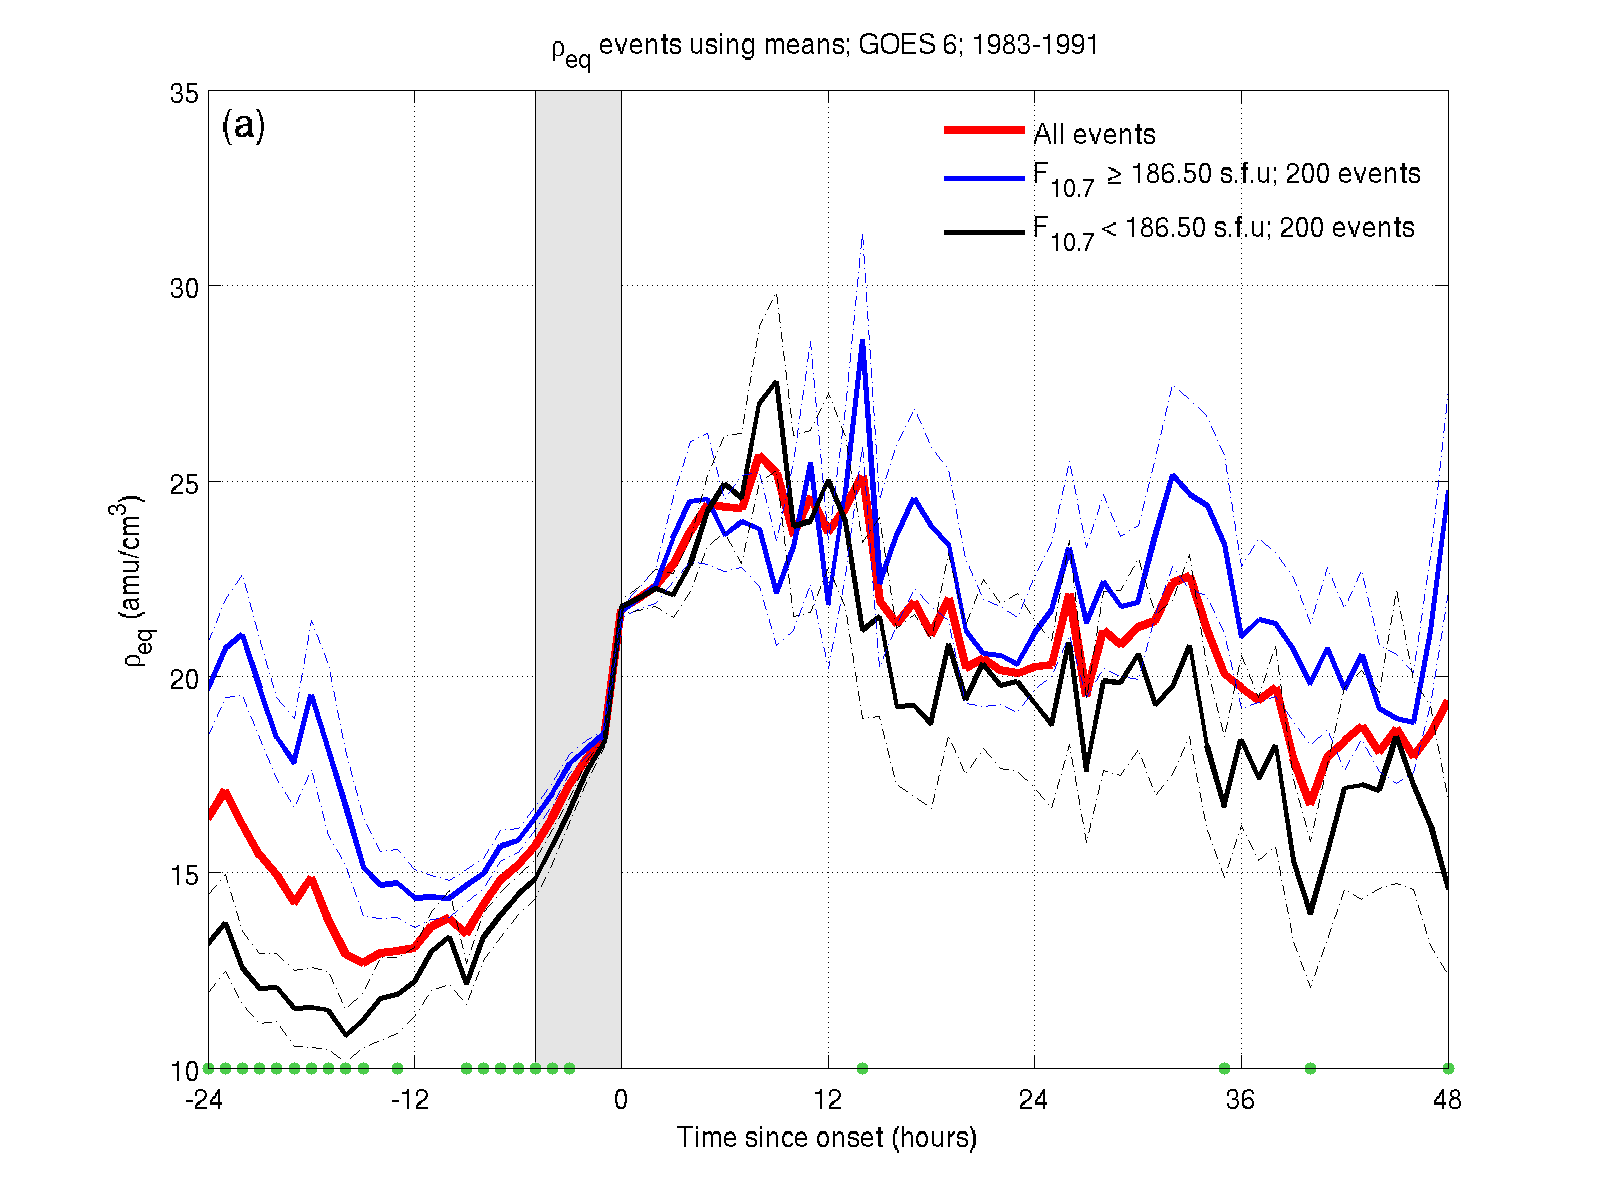 ρeq events using means; GOES 6; 1983-1991
(a)
All events
F10.7 ≥ 186.50 s.f.u; 200 events
F10.7 < 186.50 s.f.u; 200 events
35
30
25
20
15
10
ρeq (amu/cm3)
-24 -12 0 12 24 36 48
Time since onset (hours)